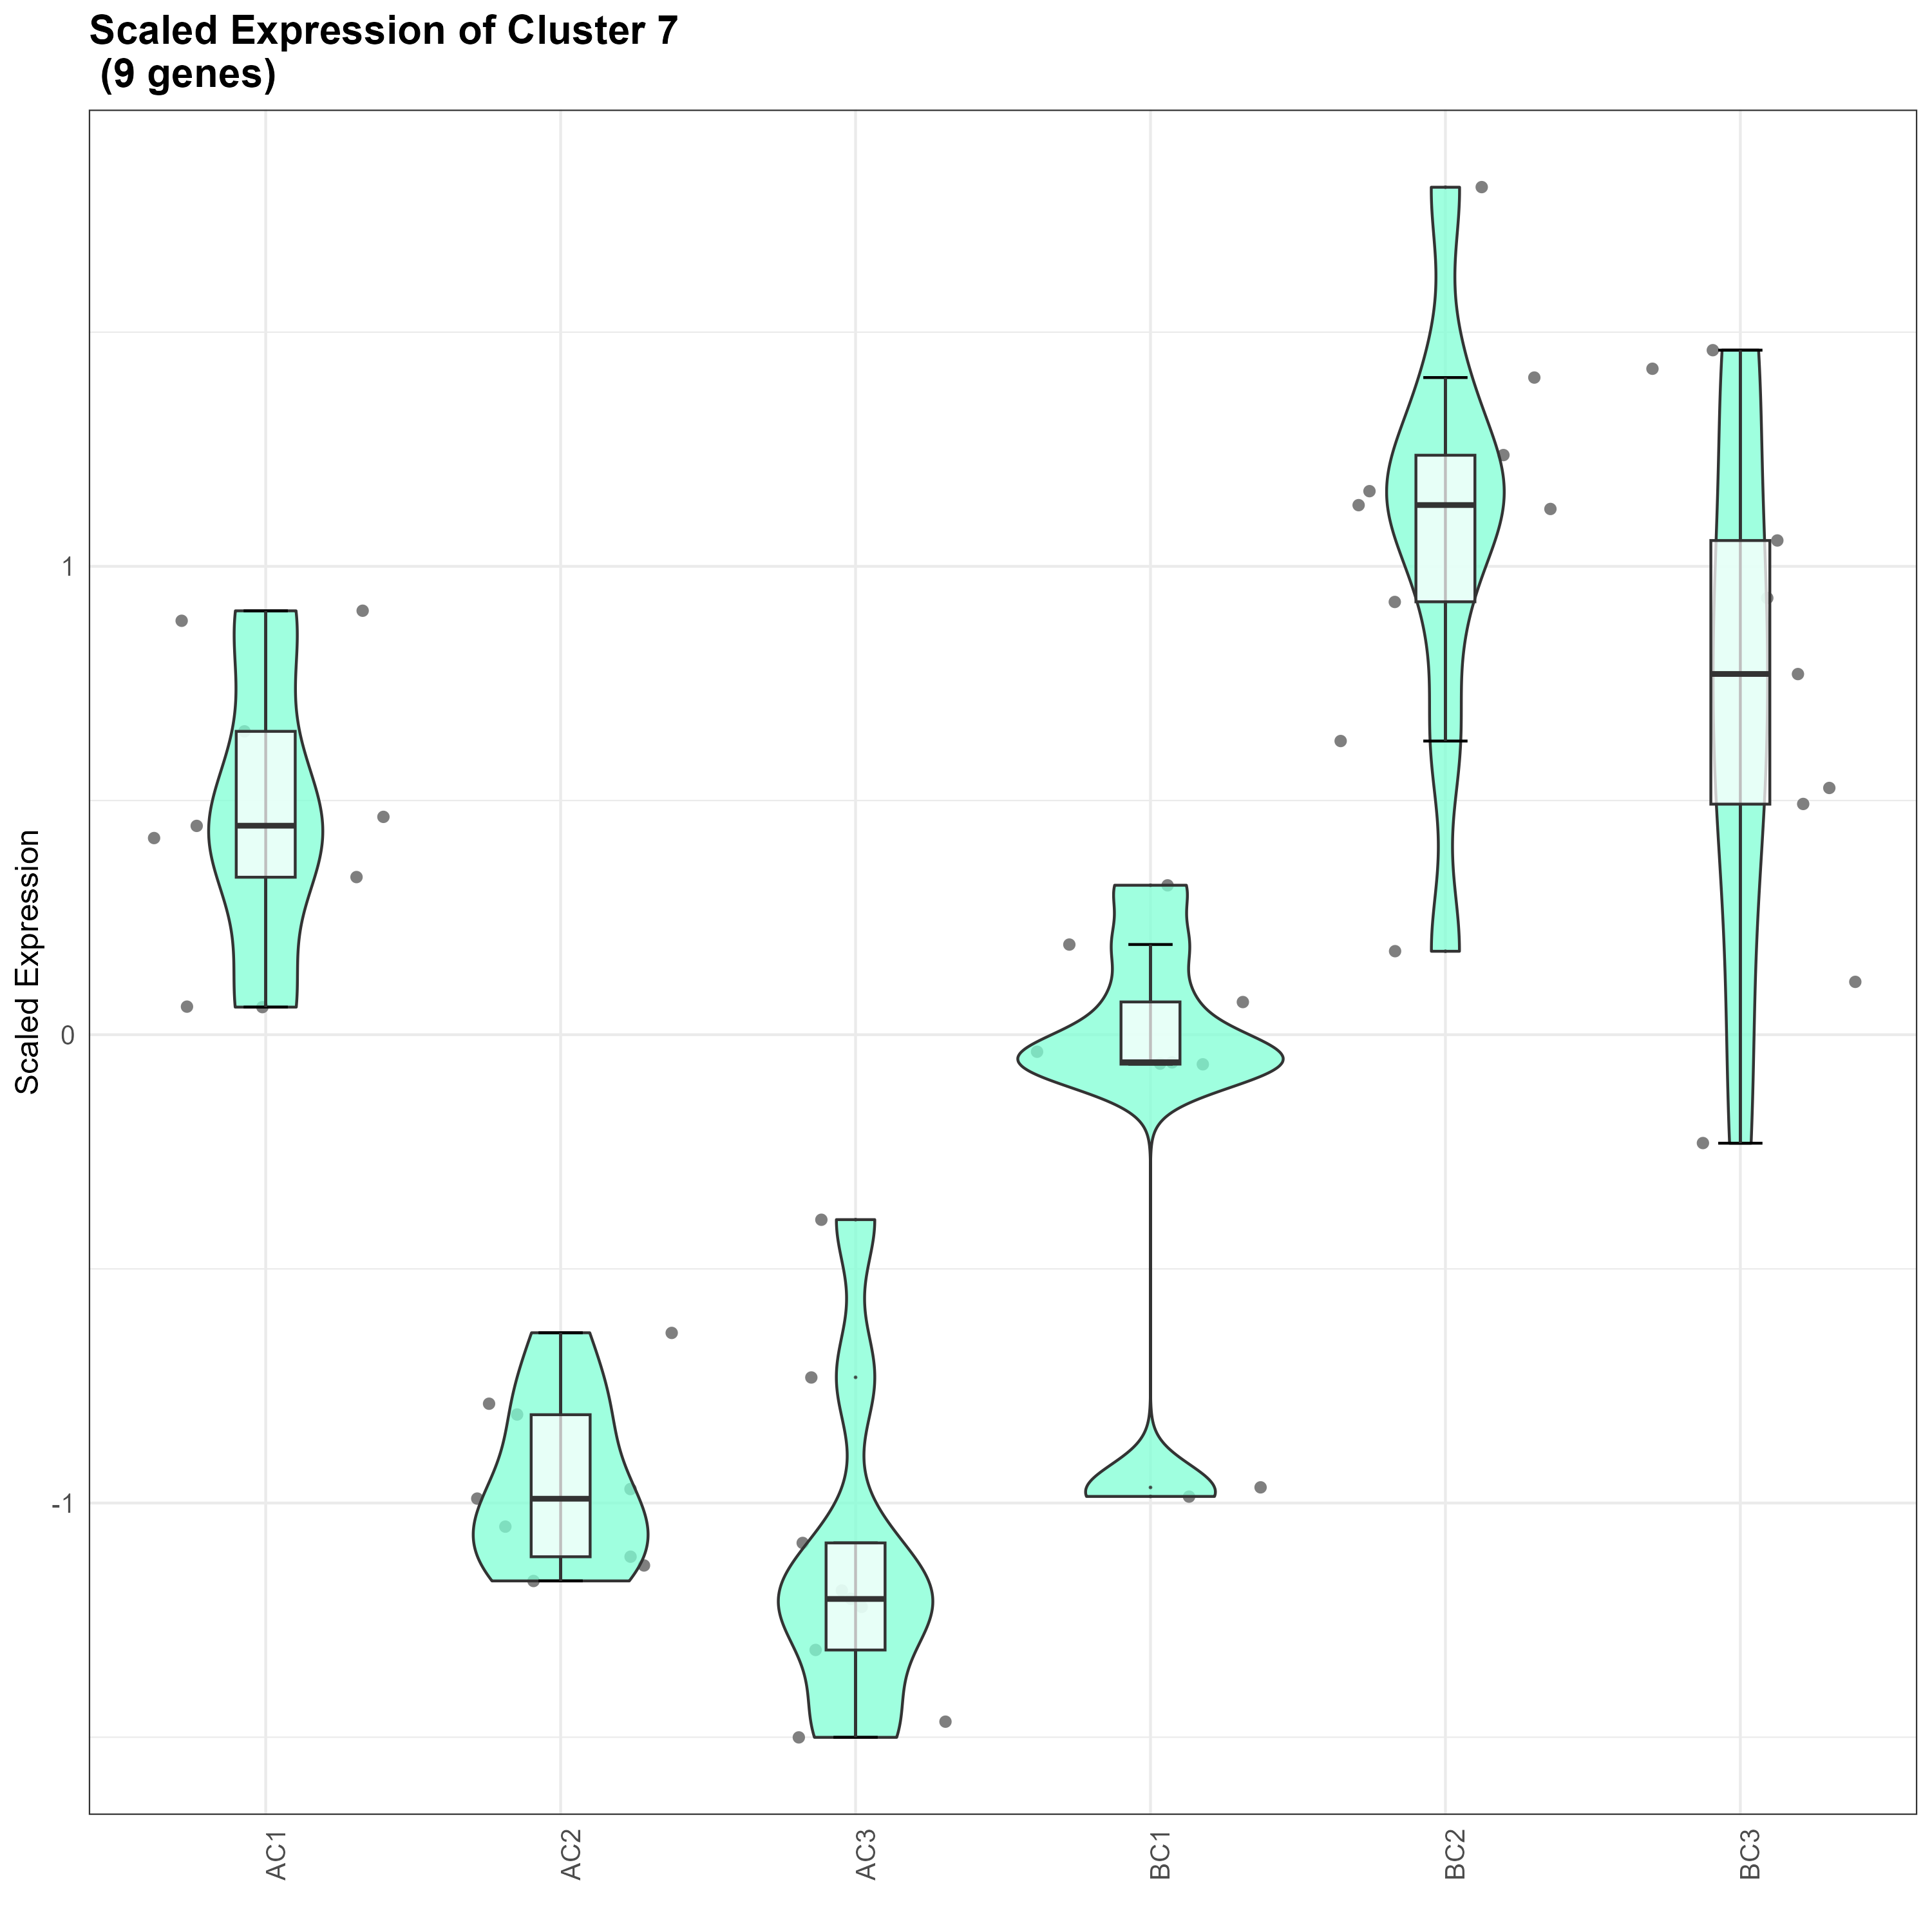 Scaled Expression of Cluster 7
(9 genes)
Scaled Expression
1
0
-1
AC1
AC2
AC3
BC1
BC2
BC3